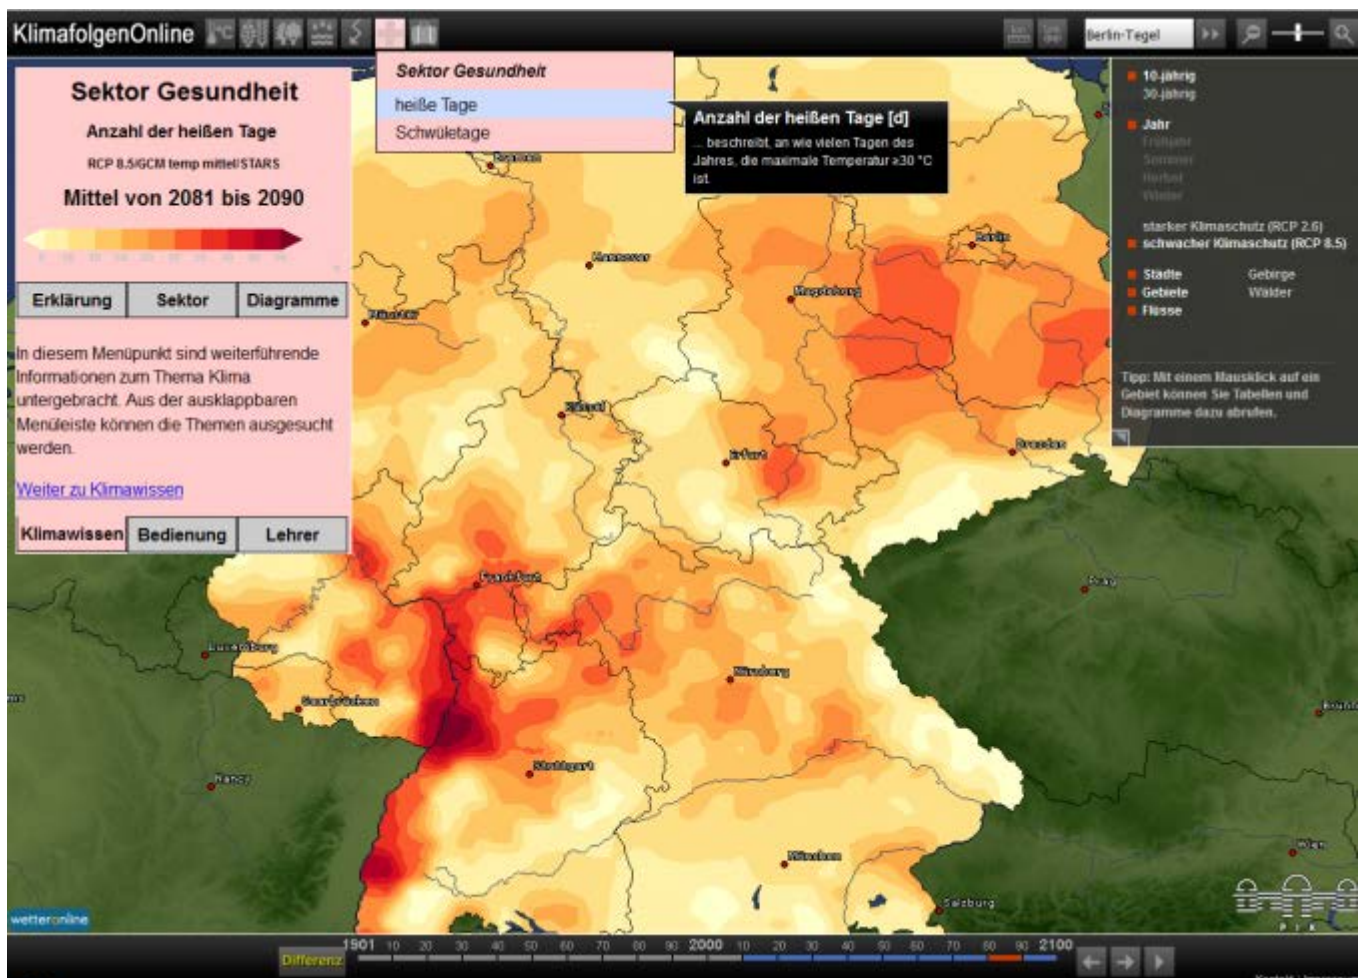 KlimafolgenOnline
°C
Berlin-Tegel
Sektor Gesundheit
Anzahl der heißen Tage
RCP 8.5/GCM temp mittel/STARS
Mittel von 2081 bis 2090
Erklärung Sektor Diagramme
In diesem Menüpunkt sind weiterführende
Informationen zum Thema Klima
untergebracht. Aus der ausklappbaren
Menüleiste können die Themen ausgesucht
werden.
Weiter zu Klimawissen
Klimawissen Bedienung Lehrer
Sektor Gesundheit
heiße Tage
Schwületage
Anzahl der heißen Tage [d]
... beschreibt, an wie vielen Tagen des
Jahres, die maximale Temperatur ≥30 °C
ist.
10-jährig
30-jährig
Jahr
Frühjahr
Sommer
Herbst
Winter
starker Klimaschutz (RCP 2.6)
schwacher Klimaschutz (RCP 8.5)
Städte Gebirge
Gebiete Wälder
Flüsse
Tipp: Mit einem Mausklick auf ein
Gebiet können Sie Tabellen und
Diagramme dazu abrufen.
Bremen
Berlin
Hannover
Magdeburg
Münster
Kassel
Erfurt
Dresden
Frankfurt
Prag
Luxemburg
Nürnberg
Saarbrücken
Brünn
Stuttgart
Nancy
München
Wien
Salzburg
wetteronline
PIK
Differenz
1901 10 20 30 40 50 60 70 80 90 2000 10 20 30 40 50 60 70 80 90 2100